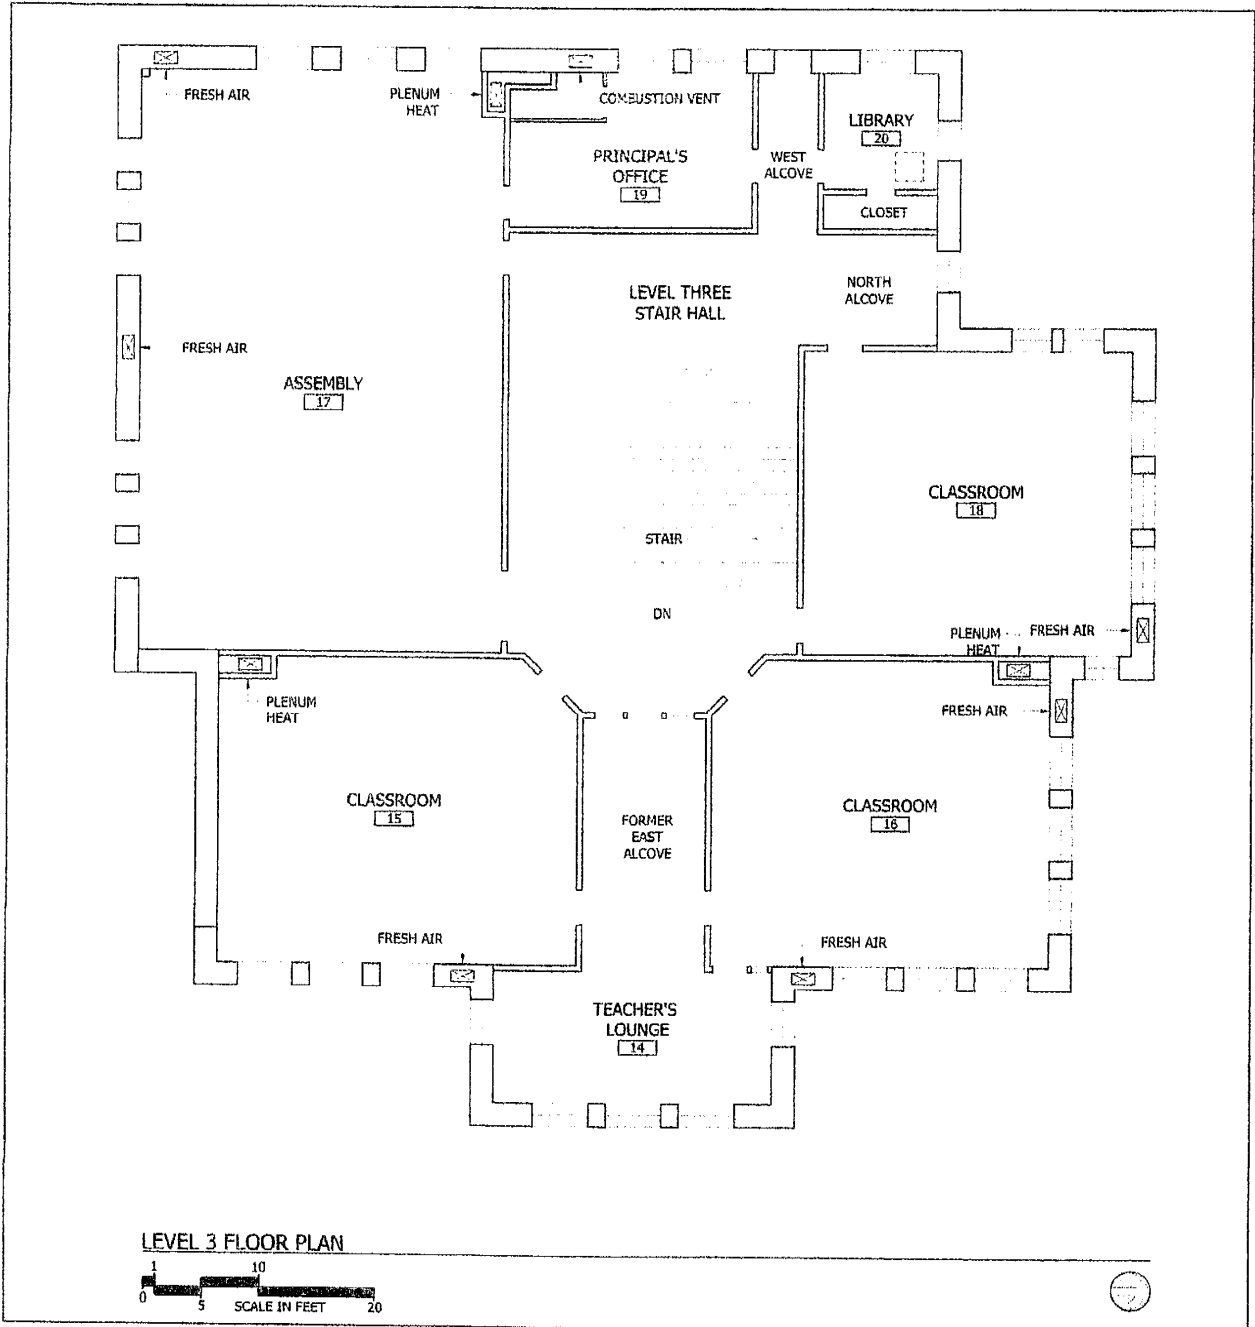 FRESH AIR
PLENUM
HEAT
COMBUSTION VENT
LIBRARY
20
PRINCIPAL'S
OFFICE
19
WEST
ALCOVE
CLOSET
LEVEL THREE
STAIR HALL
NORTH
ALCOVE
FRESH AIR
ASSEMBLY
17
CLASSROOM
18
STAIR
DN
PLENUM
HEAT
FRESH AIR
PLENUM
HEAT
FRESH AIR
CLASSROOM
15
FORMER
EAST
ALCOVE
CLASSROOM
16
FRESH AIR
FRESH AIR
TEACHER'S
LOUNGE
14
LEVEL 3 FLOOR PLAN
1 10
0 5 SCALE IN FEET 20